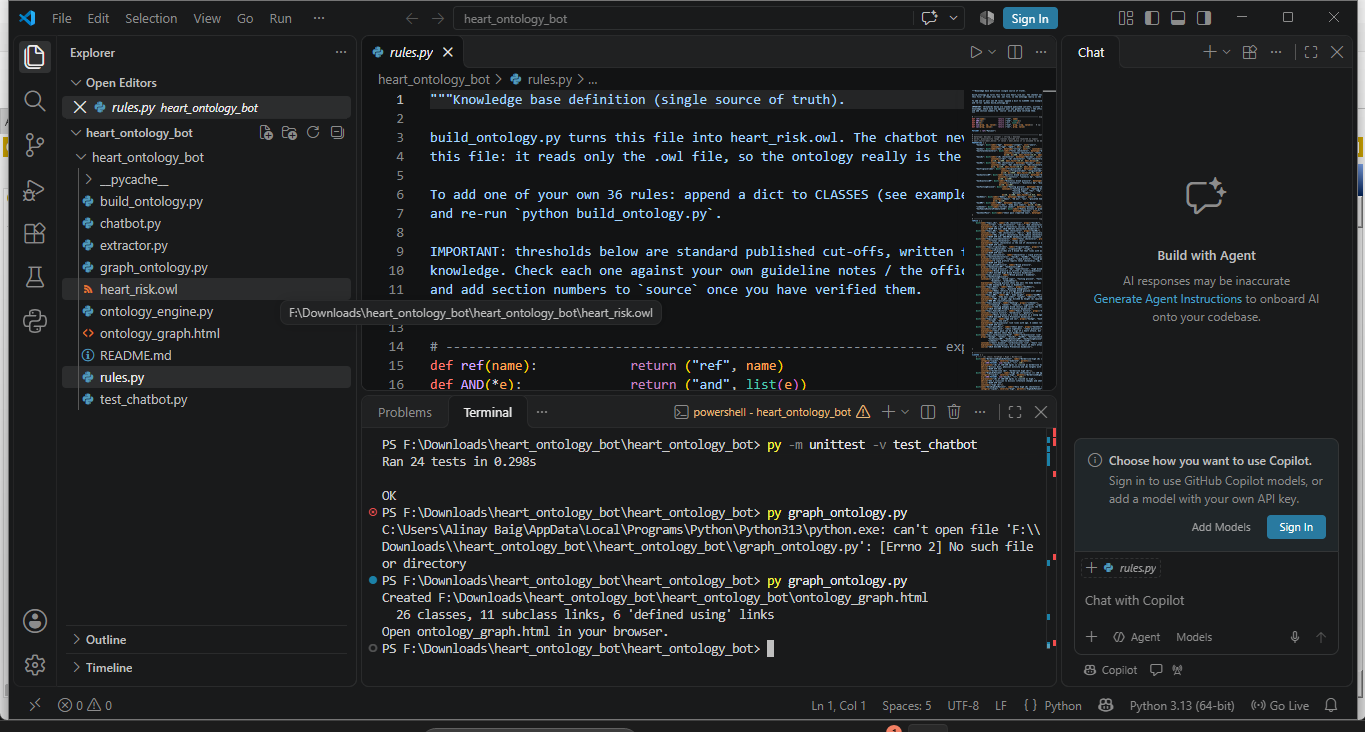 File Edit Selection View Go Run ···
heart_ontology_bot
Sign In
Explorer
Open Editors
rules.py heart_ontology_bot
heart_ontology_bot
heart_ontology_bot
__pycache__
build_ontology.py
chatbot.py
extractor.py
graph_ontology.py
heart_risk.owl
ontology_engine.py
ontology_graph.html
README.md
rules.py
test_chatbot.py
Outline
Timeline
F:\Downloads\heart_ontology_bot\heart_ontology_bot\heart_risk.owl
rules.py
heart_ontology_bot > rules.py > ...
1 """Knowledge base definition (single source of truth).
2
3 build_ontology.py turns this file into heart_risk.owl. The chatbot nev
4 this file: it reads only the .owl file, so the ontology really is the
5
6 To add one of your own 36 rules: append a dict to CLASSES (see example
7 and re-run `python build_ontology.py`.
8
9 IMPORTANT: thresholds below are standard published cut-offs, written
10 knowledge. Check each one against your own guideline notes / the offic
11 and add section numbers to `source` once you have verified them.
13
14 # ---------------------------------------------------------------- exp
15 def ref(name): return ("ref", name)
16 def AND(*e): return ("and", list(e))
Problems Terminal ···
powershell - heart_ontology_bot
PS F:\Downloads\heart_ontology_bot\heart_ontology_bot> py -m unittest -v test_chatbot
Ran 24 tests in 0.298s
OK
PS F:\Downloads\heart_ontology_bot\heart_ontology_bot> py graph_ontology.py
C:\Users\Alinay Baig\AppData\Local\Programs\Python\Python313\python.exe: can't open file 'F:\\
Downloads\\heart_ontology_bot\\heart_ontology_bot\\graph_ontology.py': [Errno 2] No such file
or directory
PS F:\Downloads\heart_ontology_bot\heart_ontology_bot> py graph_ontology.py
Created F:\Downloads\heart_ontology_bot\heart_ontology_bot\ontology_graph.html
26 classes, 11 subclass links, 6 'defined using' links
Open ontology_graph.html in your browser.
PS F:\Downloads\heart_ontology_bot\heart_ontology_bot>
Chat
Build with Agent
AI responses may be inaccurate
Generate Agent Instructions to onboard AI
onto your codebase.
Choose how you want to use Copilot.
Sign in to use GitHub Copilot models, or
add a model with your own API key.
Add Models Sign In
rules.py
Chat with Copilot
Agent Models
Copilot
0 0 Ln 1, Col 1 Spaces: 5 UTF-8 LF { } Python Python 3.13 (64-bit) Go Live